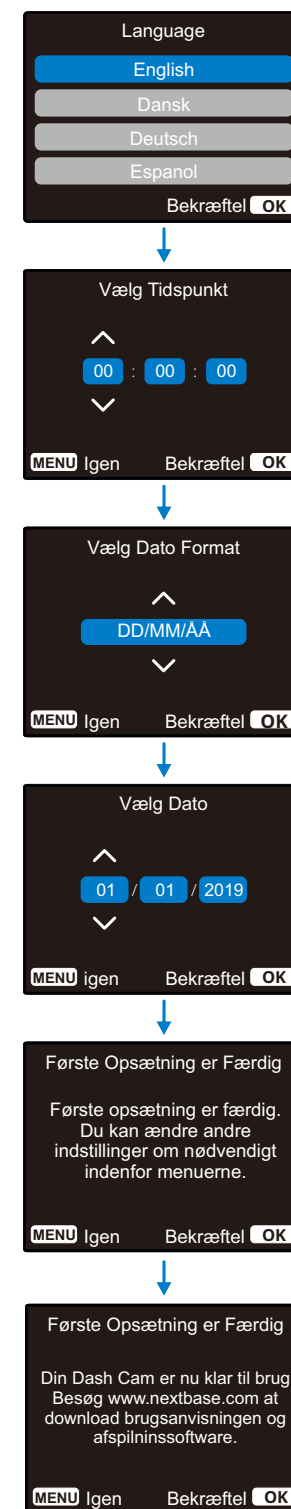 Language
English
Dansk
Deutsch
Espanol
Bekræftel OK
Vælg Tidspunkt
00 : 00 : 00
MENU Igen Bekræftel OK
Vælg Dato Format
DD/MM/ÅÅ
MENU Igen Bekræftel OK
Vælg Dato
01 / 01 / 2019
MENU igen Bekræftel OK
Første Opsætning er Færdig
Første opsætning er færdig.
Du kan ændre andre
indstillinger om nødvendigt
indenfor menuerne.
MENU Igen Bekræftel OK
Første Opsætning er Færdig
Din Dash Cam er nu klar til brug
Besøg www.nextbase.com at
download brugsanvisningen og
afspilninssoftware.
MENU Igen Bekræftel OK